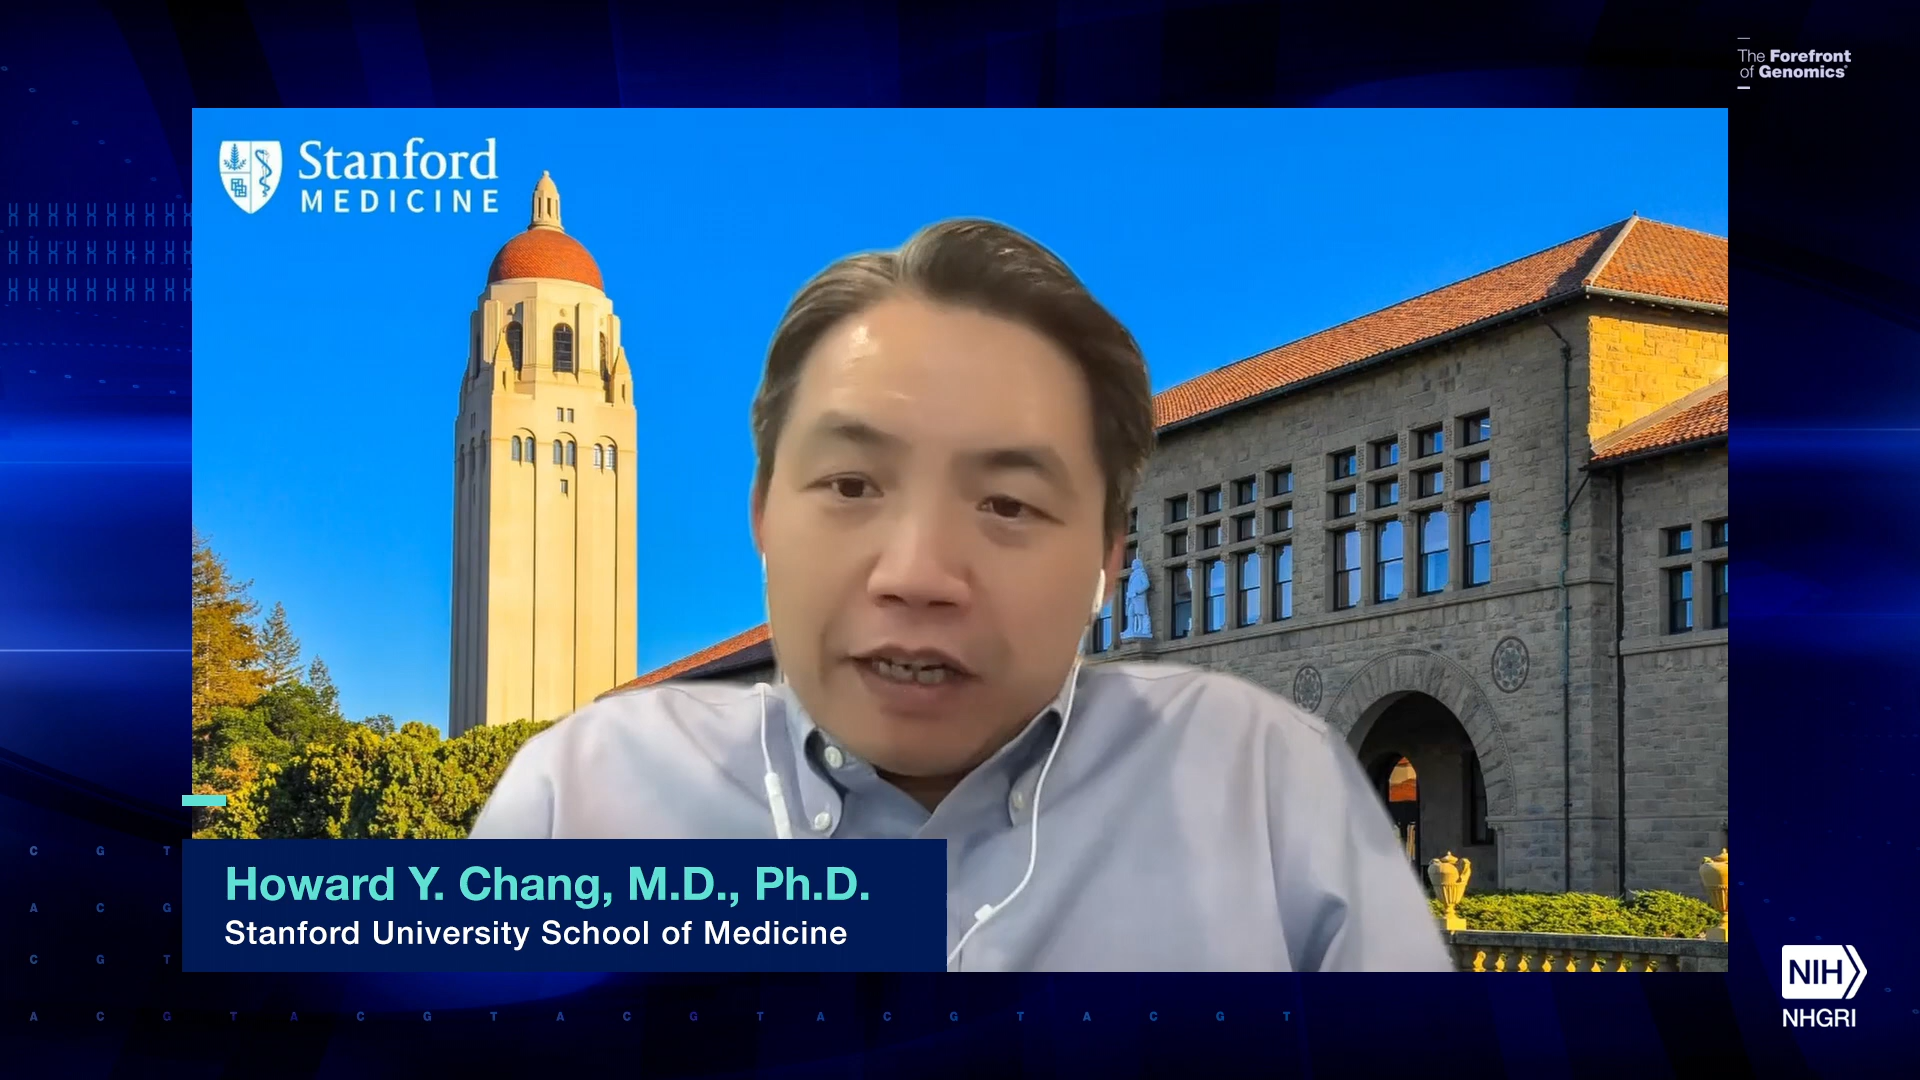 The Forefront
of Genomics®
Stanford
MEDICINE
C G T
A C G
C G T
Howard Y. Chang, M.D., Ph.D.
Stanford University School of Medicine
A C G T A C G T A C G T A C G T A C G T
NIH
NHGRI